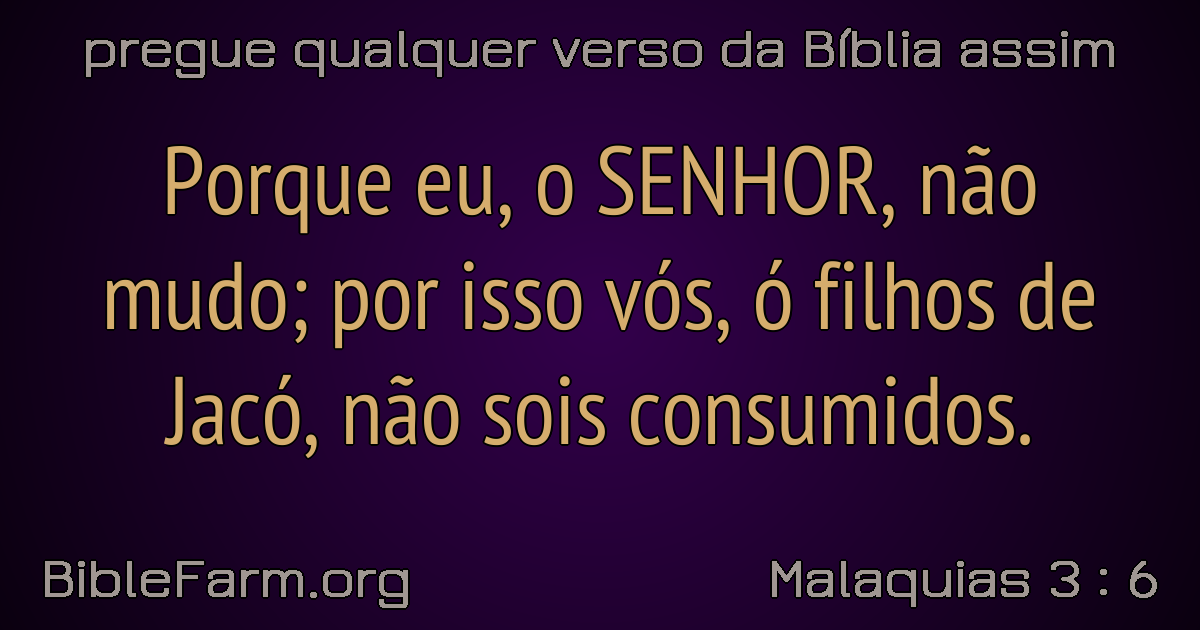 pregue qualquer verso da Bíblia assim
Porque eu, o SENHOR, não
mudo; por isso vós, ó filhos de
Jacó, não sois consumidos.
BibleFarm.org
Malaquias 3 : 6